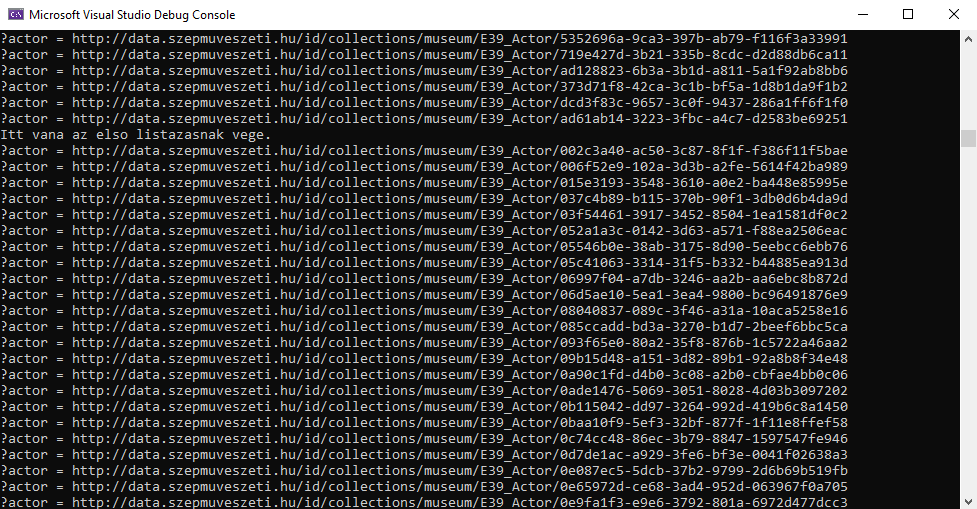 Microsoft Visual Studio Debug Console
?actor = http://data.szepmuveszeti.hu/id/collections/museum/E39_Actor/5352696a-9ca3-397b-ab79-f116f3a33991
?actor = http://data.szepmuveszeti.hu/id/collections/museum/E39_Actor/719e427d-3b21-335b-8cdc-d2d88db6ca11
?actor = http://data.szepmuveszeti.hu/id/collections/museum/E39_Actor/ad128823-6b3a-3b1d-a811-5a1f92ab8bb6
?actor = http://data.szepmuveszeti.hu/id/collections/museum/E39_Actor/373d71f8-42ca-3c1b-bf5a-1d8b1da9f1b2
?actor = http://data.szepmuveszeti.hu/id/collections/museum/E39_Actor/dcd3f83c-9657-3c0f-9437-286a1ff6f1f0
?actor = http://data.szepmuveszeti.hu/id/collections/museum/E39_Actor/ad61ab14-3223-3fbc-a4c7-d2583be69251
Itt vana az elso listazasnak vege.
?actor = http://data.szepmuveszeti.hu/id/collections/museum/E39_Actor/002c3a40-ac50-3c87-8f1f-f386f11f5bae
?actor = http://data.szepmuveszeti.hu/id/collections/museum/E39_Actor/006f52e9-102a-3d3b-a2fe-5614f42ba989
?actor = http://data.szepmuveszeti.hu/id/collections/museum/E39_Actor/015e3193-3548-3610-a0e2-ba448e85995e
?actor = http://data.szepmuveszeti.hu/id/collections/museum/E39_Actor/037c4b89-b115-370b-90f1-3db0d6b4da9d
?actor = http://data.szepmuveszeti.hu/id/collections/museum/E39_Actor/03f54461-3917-3452-8504-1ea1581df0c2
?actor = http://data.szepmuveszeti.hu/id/collections/museum/E39_Actor/052a1a3c-0142-3d63-a571-f88ea2506eac
?actor = http://data.szepmuveszeti.hu/id/collections/museum/E39_Actor/05546b0e-38ab-3175-8d90-5eebcc6ebb76
?actor = http://data.szepmuveszeti.hu/id/collections/museum/E39_Actor/05c41063-3314-31f5-b332-b44885ea913d
?actor = http://data.szepmuveszeti.hu/id/collections/museum/E39_Actor/06997f04-a7db-3246-aa2b-aa6ebc8b872d
?actor = http://data.szepmuveszeti.hu/id/collections/museum/E39_Actor/06d5ae10-5ea1-3ea4-9800-bc96491876e9
?actor = http://data.szepmuveszeti.hu/id/collections/museum/E39_Actor/08040837-089c-3f46-a31a-10aca5258e16
?actor = http://data.szepmuveszeti.hu/id/collections/museum/E39_Actor/085ccadd-bd3a-3270-b1d7-2beef6bbc5ca
?actor = http://data.szepmuveszeti.hu/id/collections/museum/E39_Actor/093f65e0-80a2-35f8-876b-1c5722a46aa2
?actor = http://data.szepmuveszeti.hu/id/collections/museum/E39_Actor/09b15d48-a151-3d82-89b1-92a8b8f34e48
?actor = http://data.szepmuveszeti.hu/id/collections/museum/E39_Actor/0a90c1fd-d4b0-3c08-a2b0-cbfae4bb0c06
?actor = http://data.szepmuveszeti.hu/id/collections/museum/E39_Actor/0ade1476-5069-3051-8028-4d03b3097202
?actor = http://data.szepmuveszeti.hu/id/collections/museum/E39_Actor/0b115042-dd97-3264-992d-419b6c8a1450
?actor = http://data.szepmuveszeti.hu/id/collections/museum/E39_Actor/0baa10f9-5ef3-32bf-877f-1f11e8ffef58
?actor = http://data.szepmuveszeti.hu/id/collections/museum/E39_Actor/0c74cc48-86ec-3b79-8847-1597547fe946
?actor = http://data.szepmuveszeti.hu/id/collections/museum/E39_Actor/0d7de1ac-a929-3fe6-bf3e-0041f02638a3
?actor = http://data.szepmuveszeti.hu/id/collections/museum/E39_Actor/0e087ec5-5dcb-37b2-9799-2d6b69b519fb
?actor = http://data.szepmuveszeti.hu/id/collections/museum/E39_Actor/0e65972d-ce68-3ad4-952d-063967f0a705
?actor = http://data.szepmuveszeti.hu/id/collections/museum/E39_Actor/0e9fa1f3-e9e6-3792-801a-6972d477dcc3